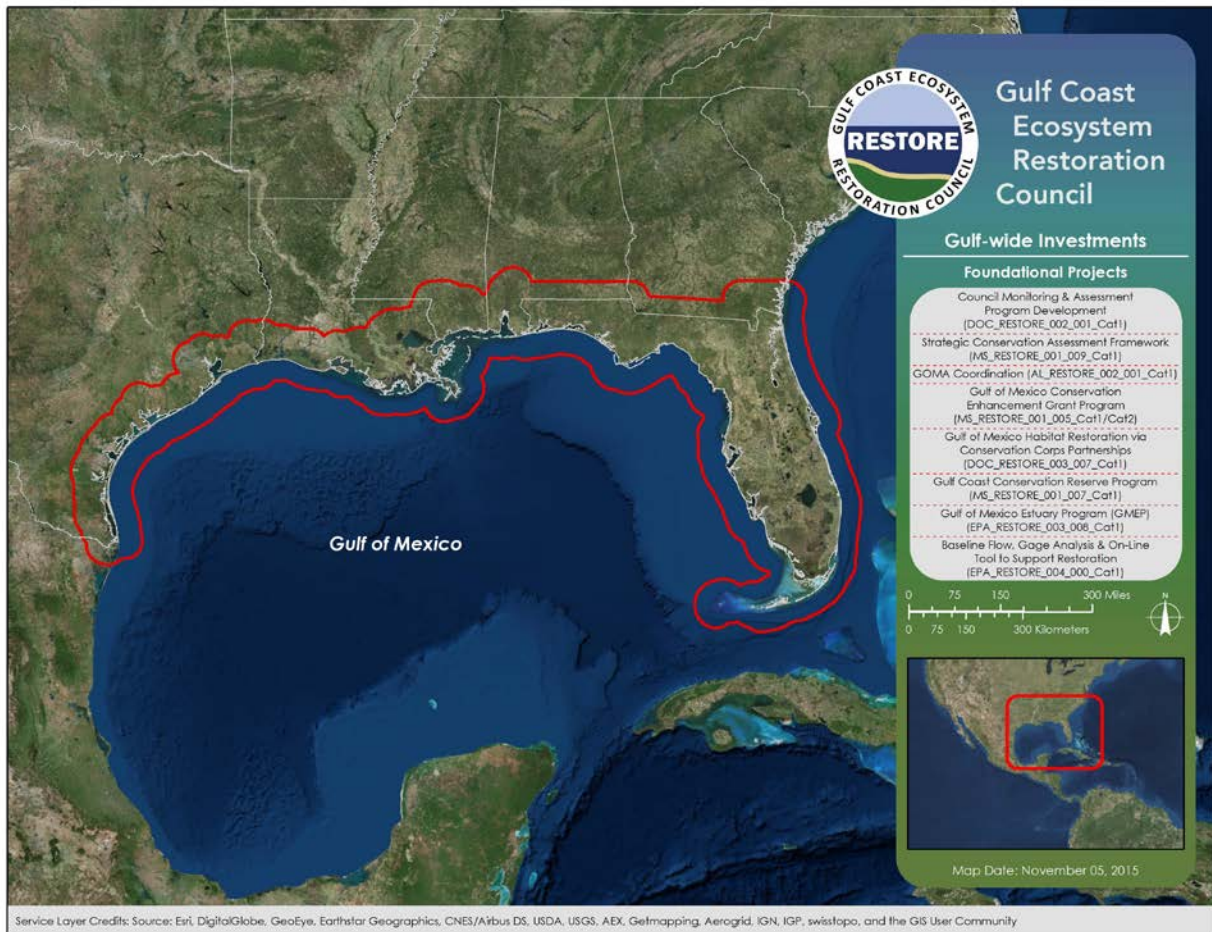 GULF COAST ECOSYSTEM
RESTORE
RESTORATION COUNCIL
Gulf Coast
Ecosystem
Restoration
Council
Gulf-wide Investments
Foundational Projects
Council Monitoring & Assessment
Program Development
(DOC_RESTORE_002_001_Cat1)
Strategic Conservation Assessment Framework
(MS_RESTORE_001_009_Cat1)
GOMA Coordination (AL_RESTORE_002_001_Cat1)
Gulf of Mexico Conservation
Enhancement Grant Program
(MS_RESTORE_001_005_Cat1/Cat2)
Gulf of Mexico Habitat Restoration via
Conservation Corps Partnerships
(DOC_RESTORE_003_007_Cat1)
Gulf Coast Conservation Reserve Program
(MS_RESTORE_001_007_Cat1)
Gulf of Mexico Estuary Program (GMEP)
(EPA_RESTORE_003_008_Cat1)
Baseline Flow, Gage Analysis & On-Line
Tool to Support Restoration
(EPA_RESTORE_004_000_Cat1)
0 75 150 300 Miles
0 75 150 300 Kilometers
N
Gulf of Mexico
Map Date: November 05, 2015
Service Layer Credits: Source: Esri, DigitalGlobe, GeoEye, Earthstar Geographics, CNES/Airbus DS, USDA, USGS, AEX, Getmapping, Aerogrid, IGN, IGP, swisstopo, and the GIS User Community